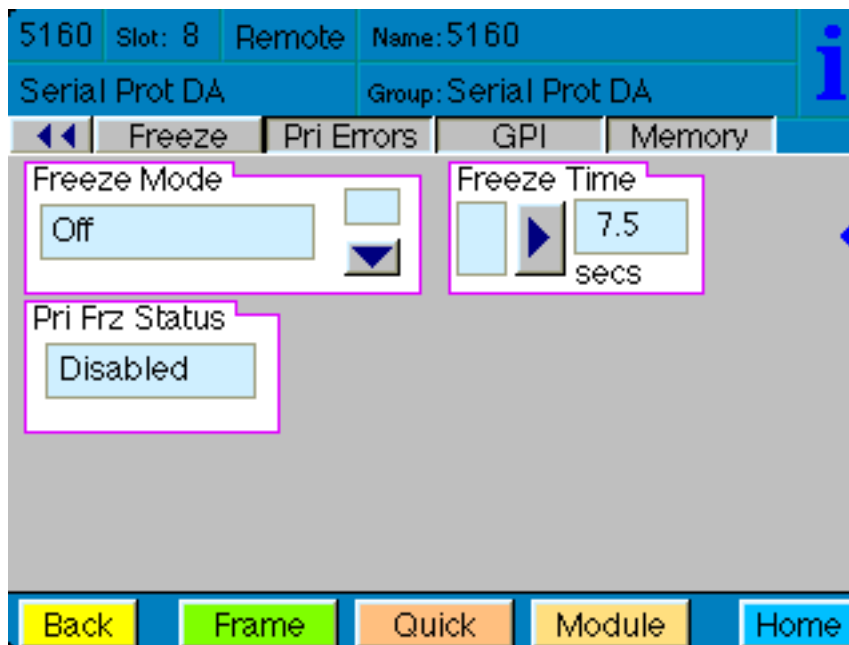 5160 Slot: 8 Remote Name: 5160
Serial Prot DA Group: Serial Prot DA
i
Freeze Pri Errors GPI Memory
Freeze Mode Freeze Time
Off 7.5
secs
Pri Frz Status
Disabled
Back Frame Quick Module Home